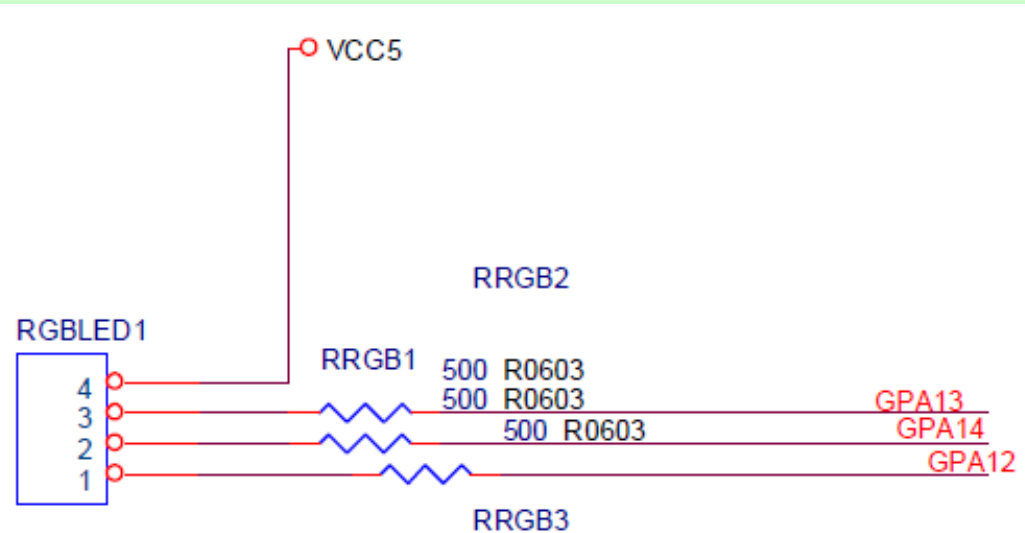 VCC5
RRGB2
RGBLED1
RRGB1
500 R0603
4
500 R0603
3
GPA13
500 R0603
2
GPA14
1
GPA12
RRGB3